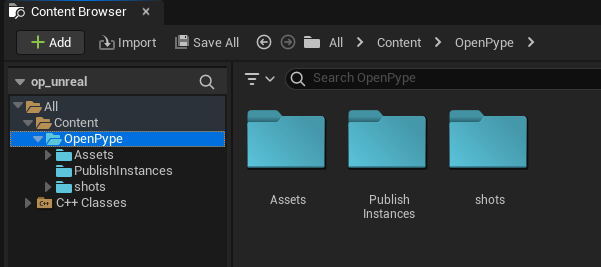 Content Browser
Add
Import
Save All
All
Content
OpenPype
op_unreal
All
Content
OpenPype
Assets
PublishInstances
shots
C++ Classes
Search OpenPype
Assets
Publish
Instances
shots